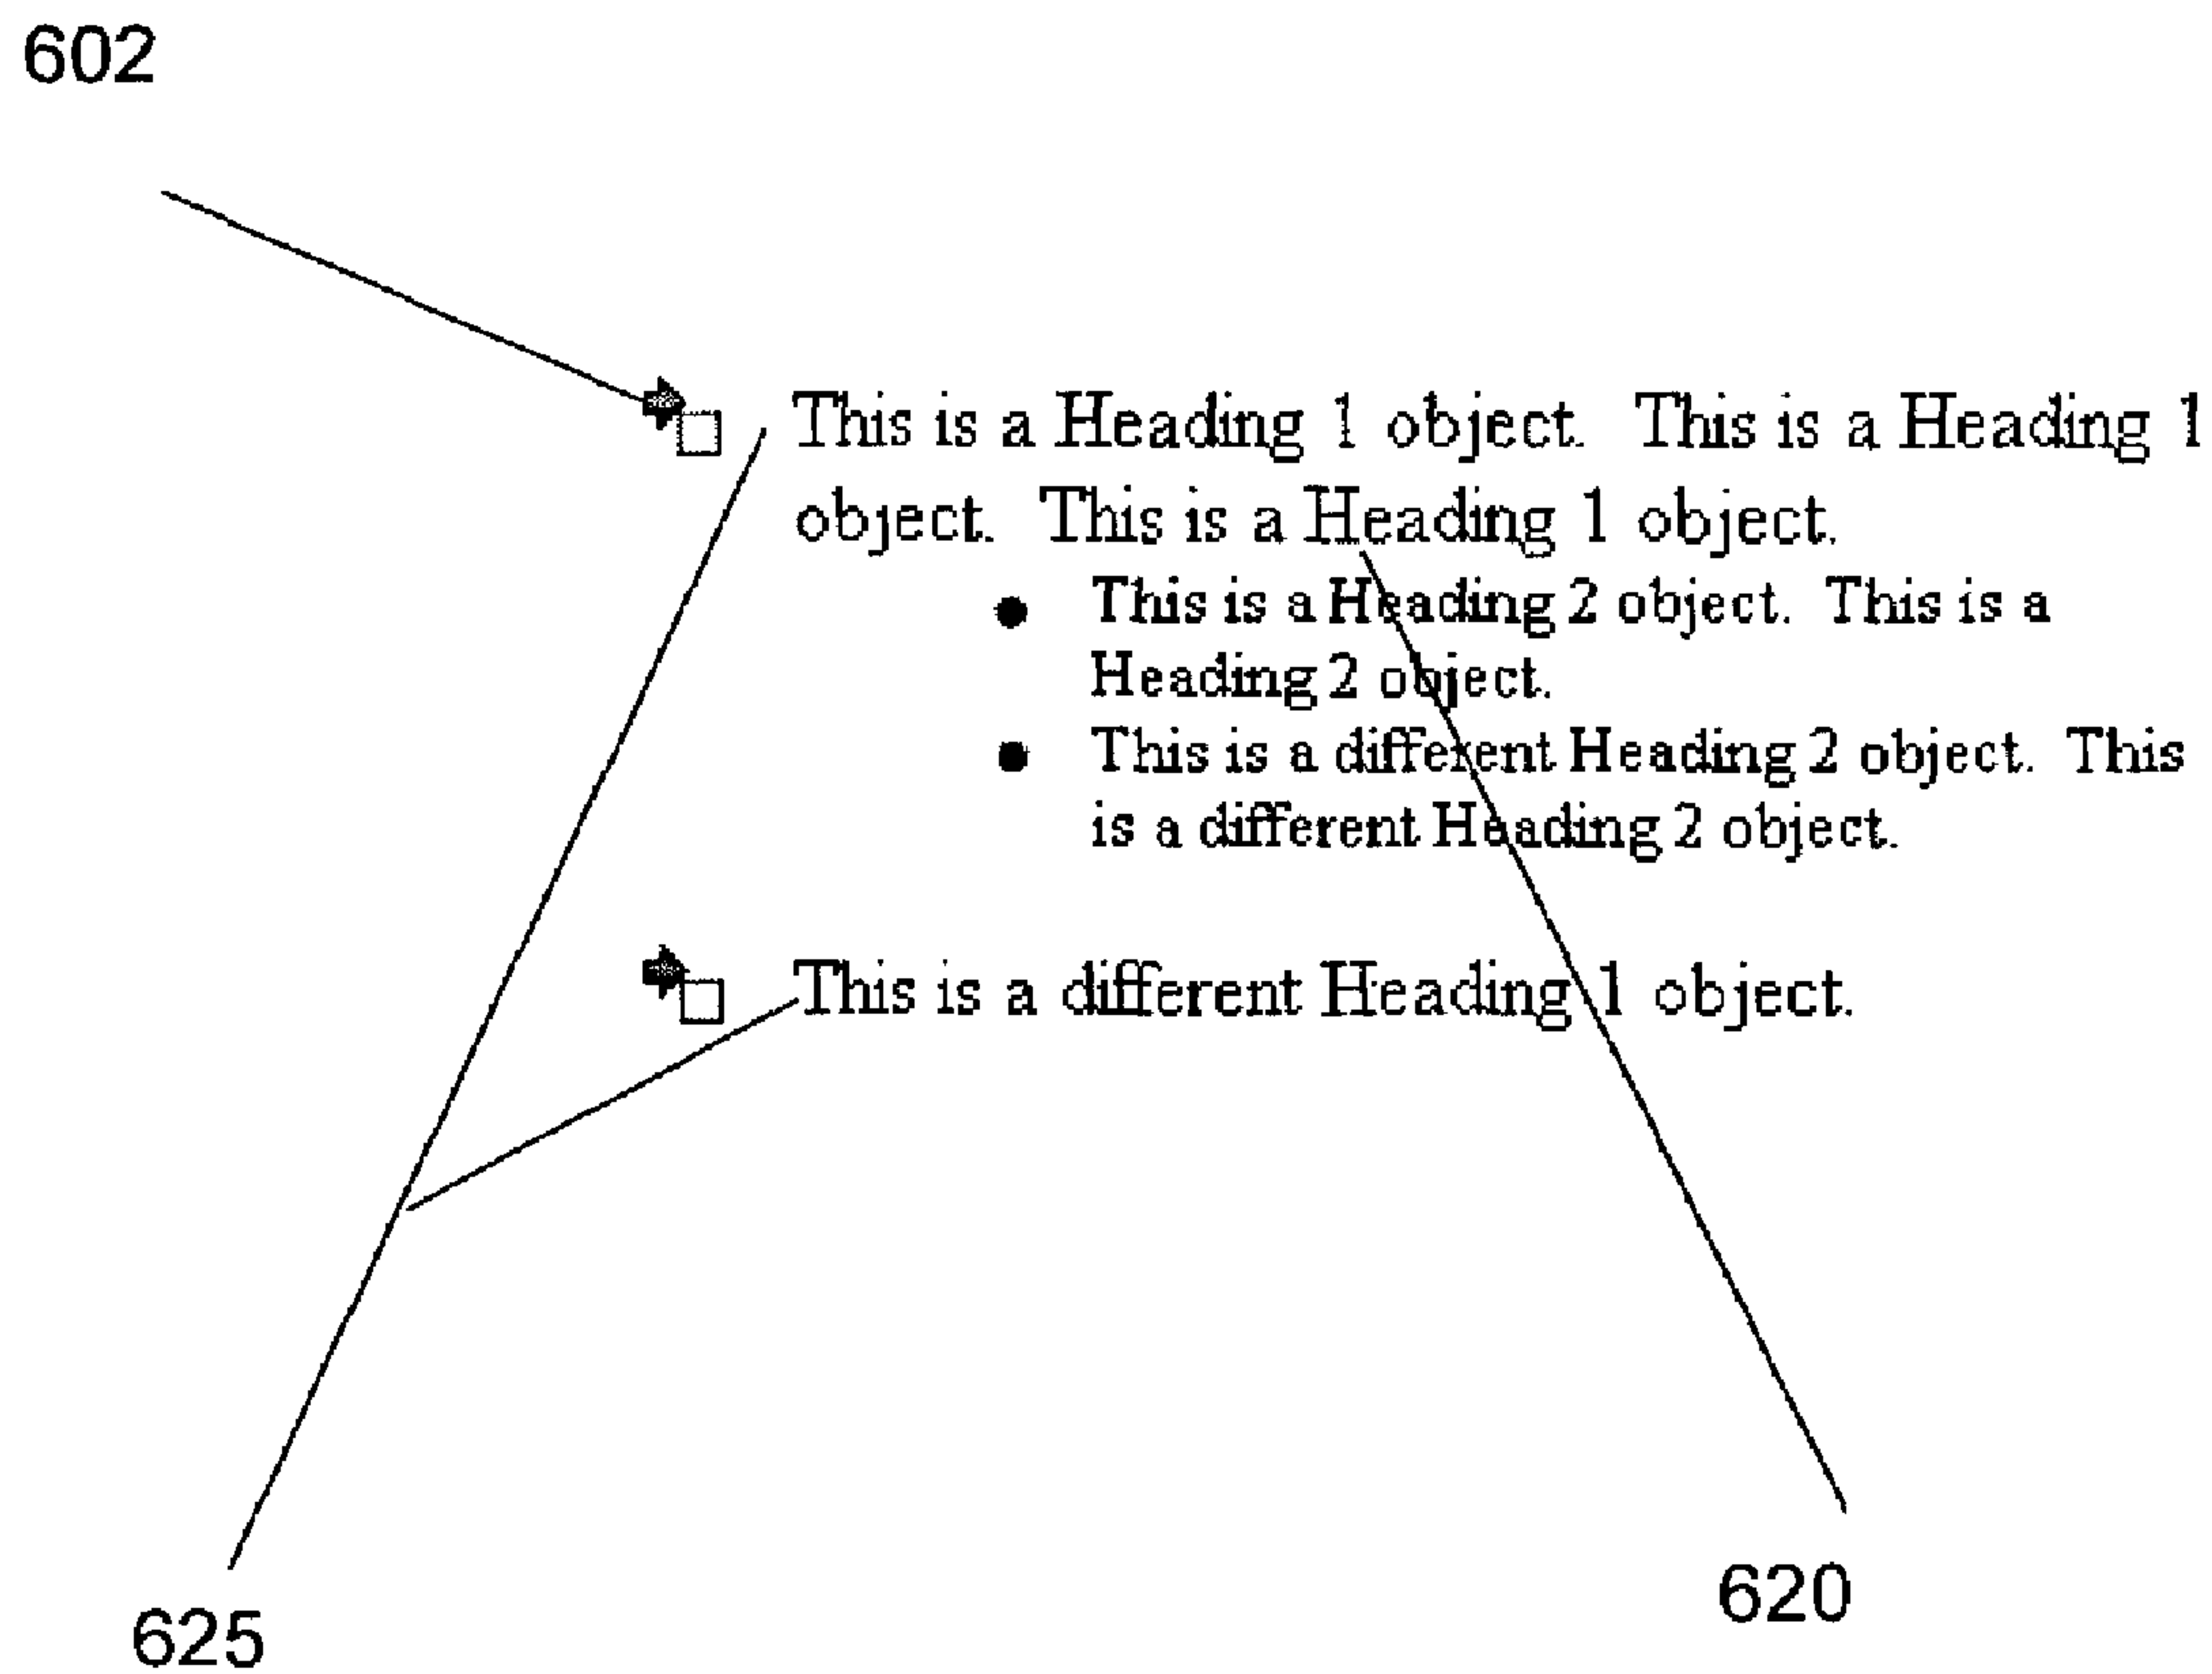 602
This is a Heading 1 object. This is a Heading 1
object. This is a Heading 1 object.
● This is a Heading 2 object. This is a
Heading 2 object.
● This is a different Heading 2 object. This
is a different Heading 2 object.
This is a different Heading 1 object.
625
620